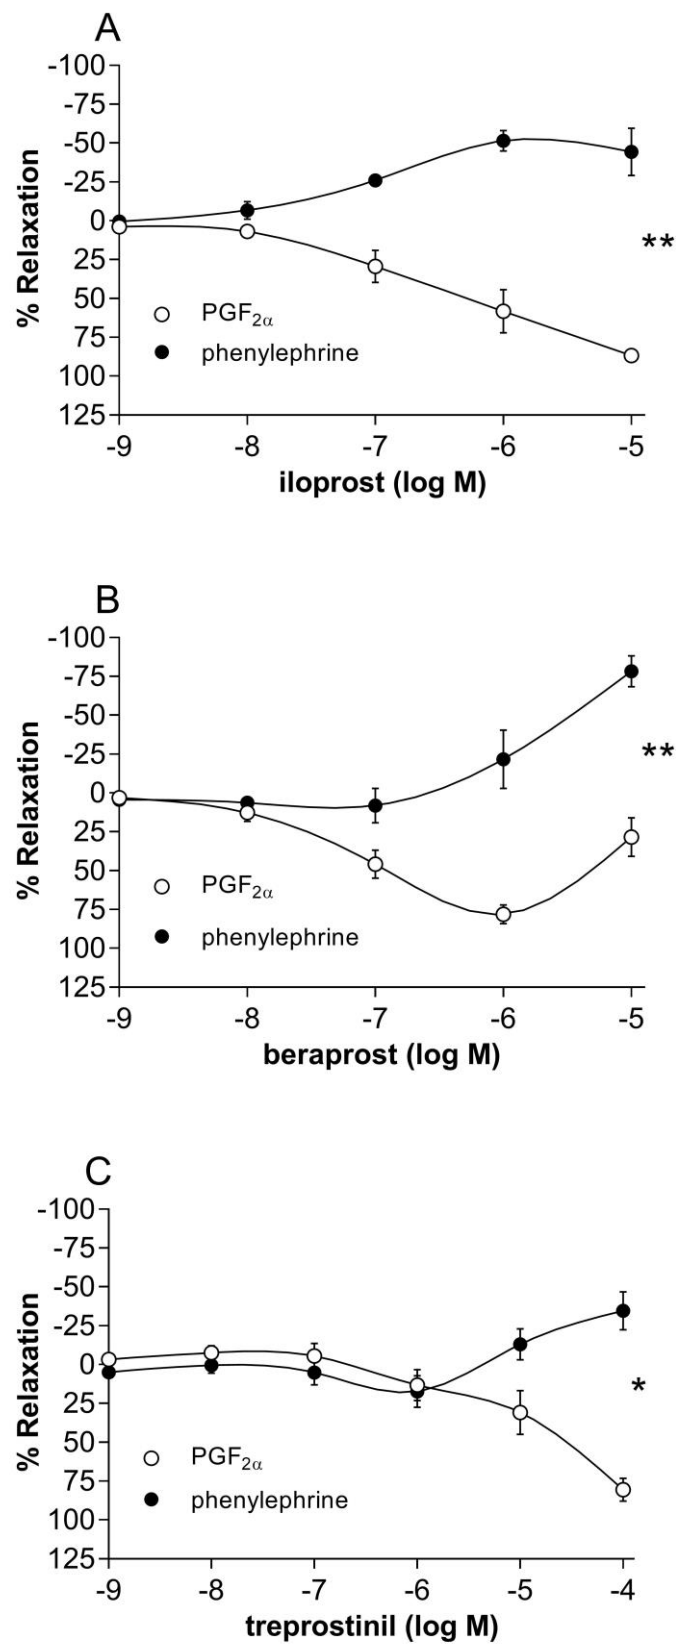 A
-100
-75
-50
-25
0
25
50
75
100
125
% Relaxation
**
PGF2α
phenylephrine
-9 -8 -7 -6 -5
iloprost (log M)
B
-100
-75
-50
-25
0
25
50
75
100
125
% Relaxation
**
PGF2α
phenylephrine
-9 -8 -7 -6 -5
beraprost (log M)
C
-100
-75
-50
-25
0
25
50
75
100
125
% Relaxation
*
PGF2α
phenylephrine
-9 -8 -7 -6 -5 -4
treprostinil (log M)